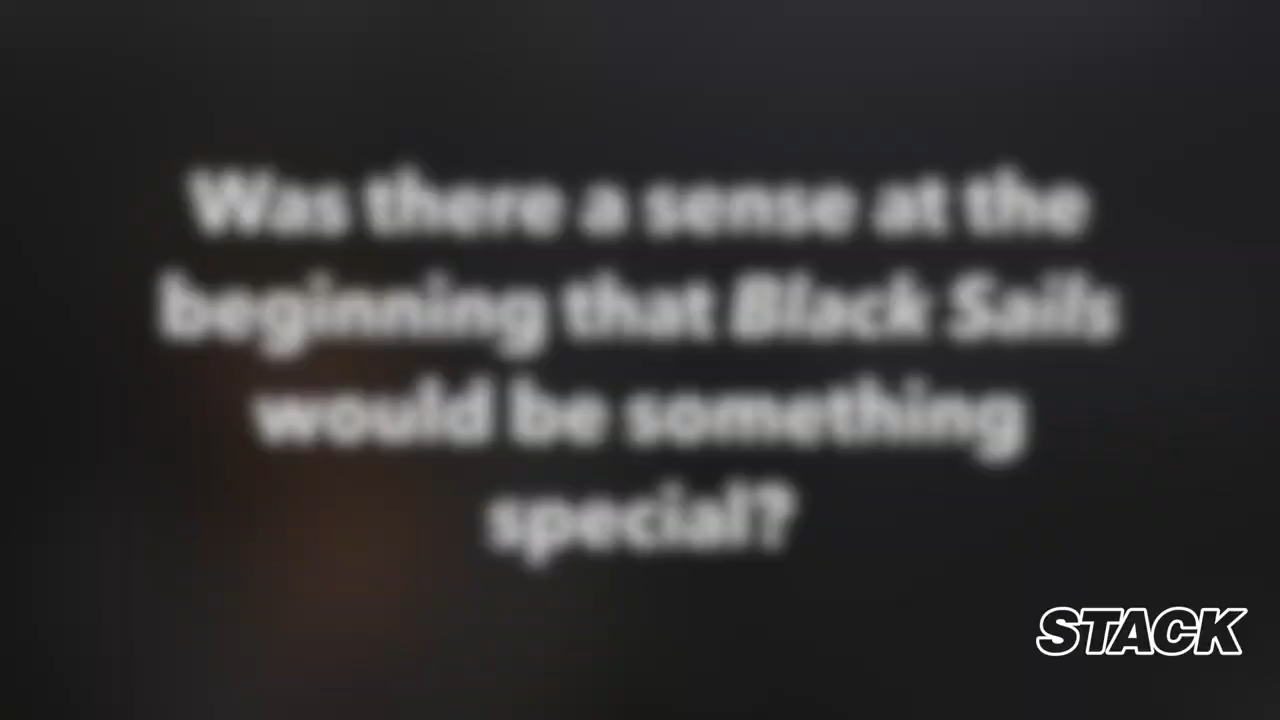 Was there a sense at the
beginning that Black Sails
would be something
special?
STACK